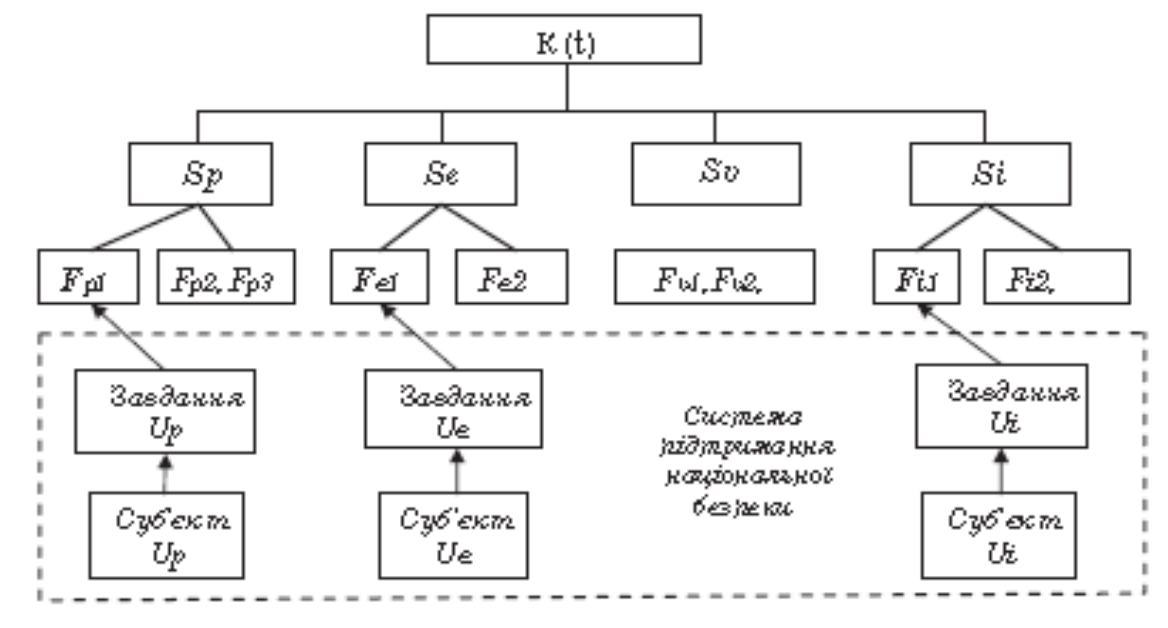 K (t)
Sp
Se
Sv
Si
Fp1
Fp2, Fp3
Fe1
Fe2
Fv1, Fv2,
Fi1
Fi2,
Завдання
Up
Завдання
Ue
Завдання
Ui
Система
підтримання
національної
безпеки
Суб'єкт
Up
Суб'єкт
Ue
Суб'єкт
Ui